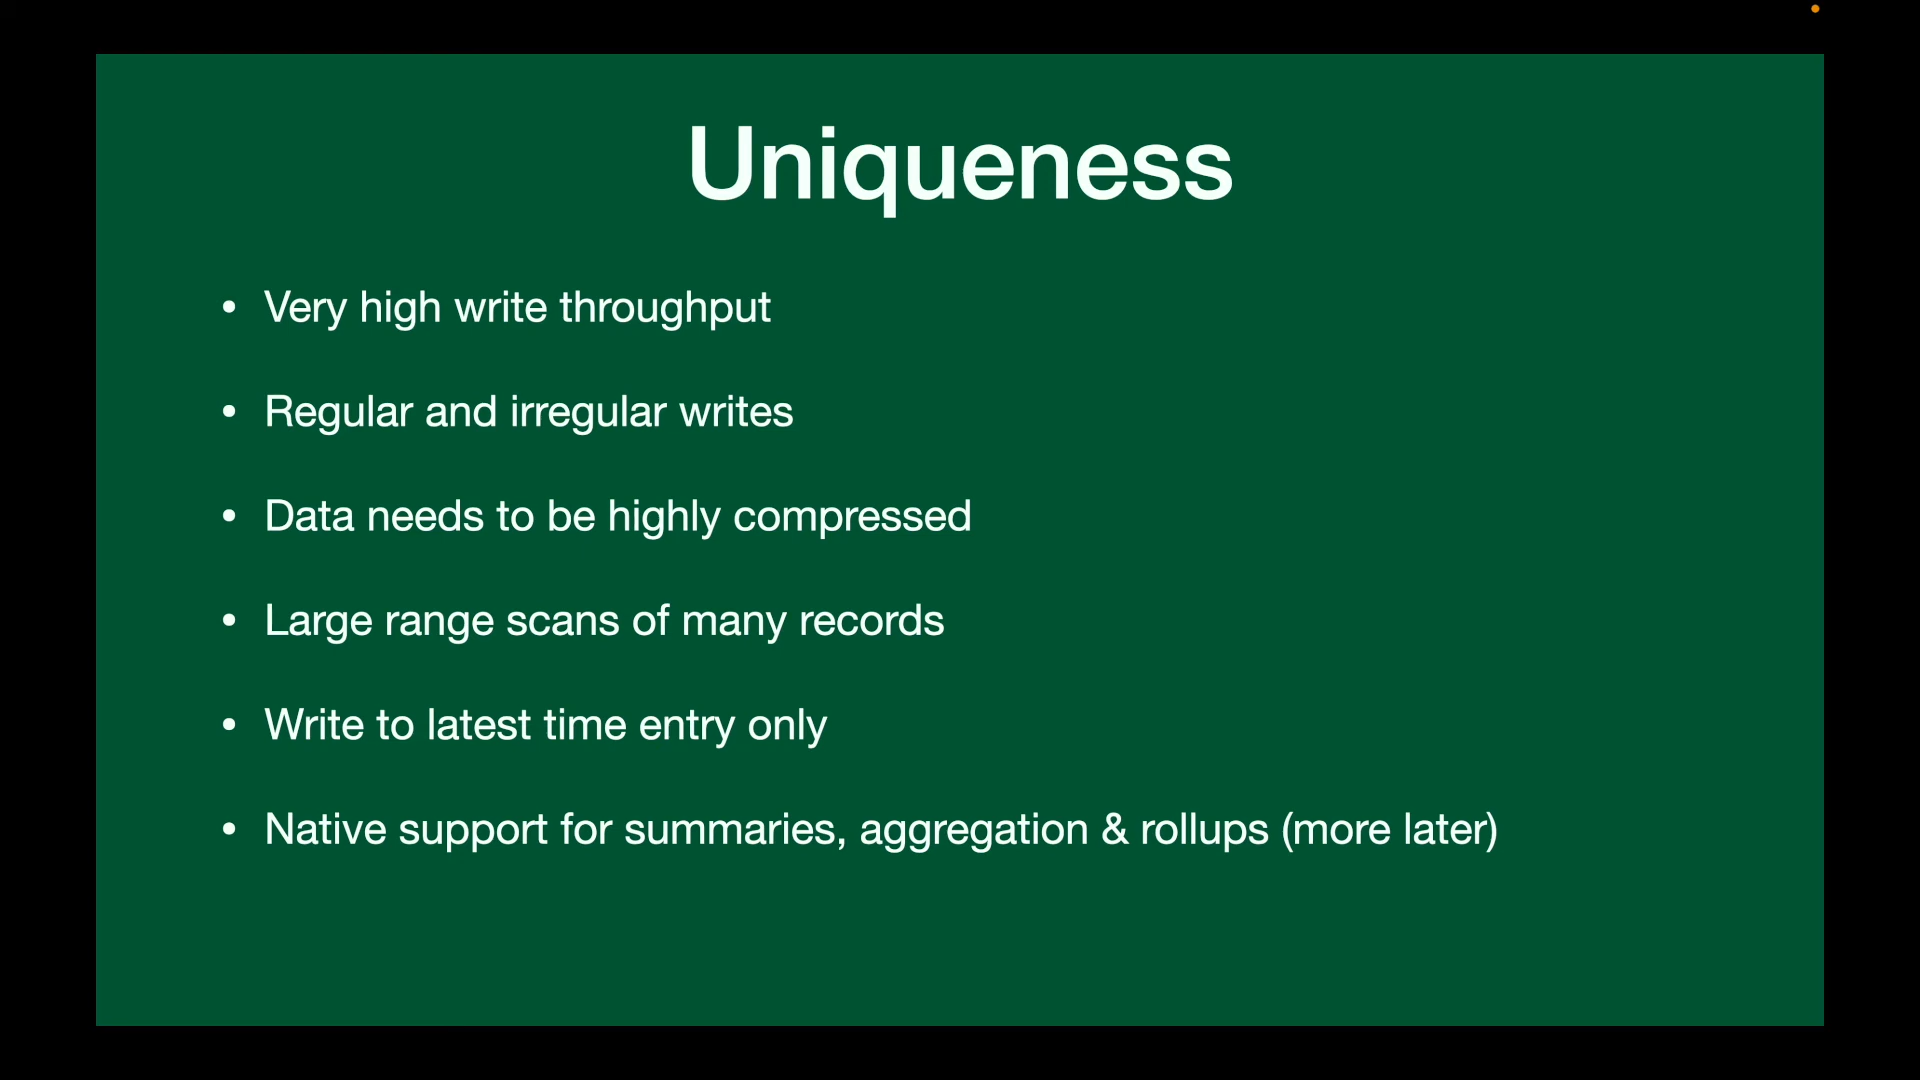 Uniqueness
• Very high write throughput
• Regular and irregular writes
• Data needs to be highly compressed
• Large range scans of many records
• Write to latest time entry only
• Native support for summaries, aggregation & rollups (more later)